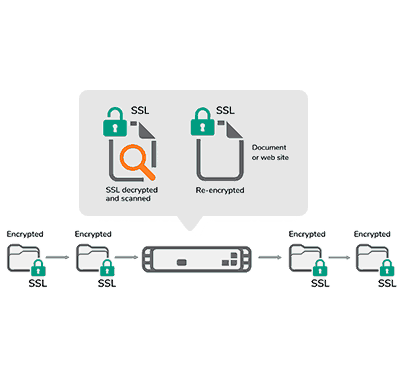 SSL
SSL
Document
or web site
SSL decrypted
and scanned
Re-encrypted
Encrypted
Encrypted
Encrypted
Encrypted
SSL
SSL
SSL
SSL